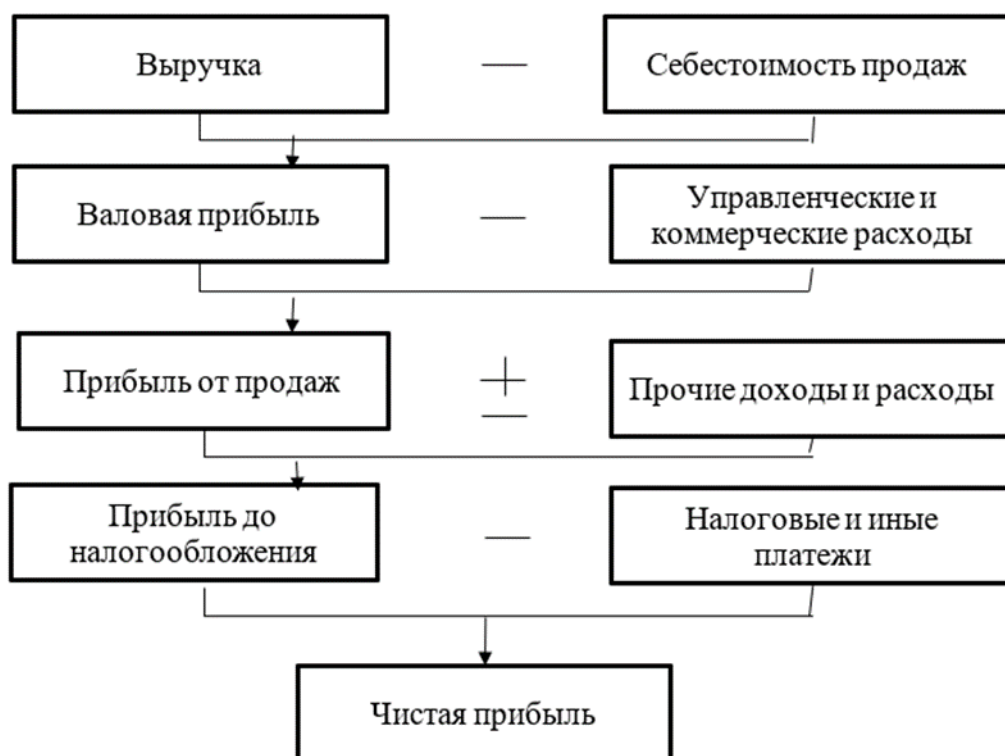 Выручка
—
Себестоимость продаж
Валовая прибыль
—
Управленческие и
коммерческие расходы
Прибыль от продаж
+
—
Прочие доходы и расходы
Прибыль до
налогообложения
—
Налоговые и иные
платежи
Чистая прибыль